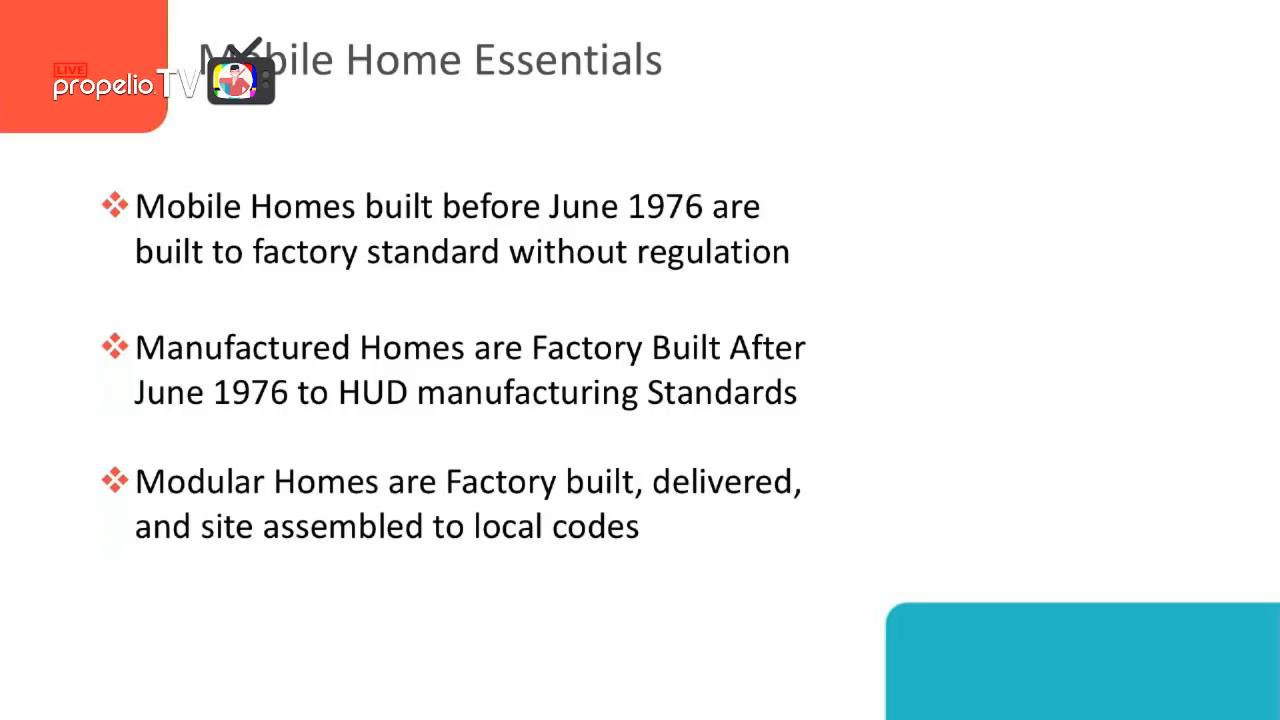 Mobile Home Essentials
LIVE
propelio.TV
Mobile Homes built before June 1976 are
built to factory standard without regulation
Manufactured Homes are Factory Built After
June 1976 to HUD manufacturing Standards
Modular Homes are Factory built, delivered,
and site assembled to local codes